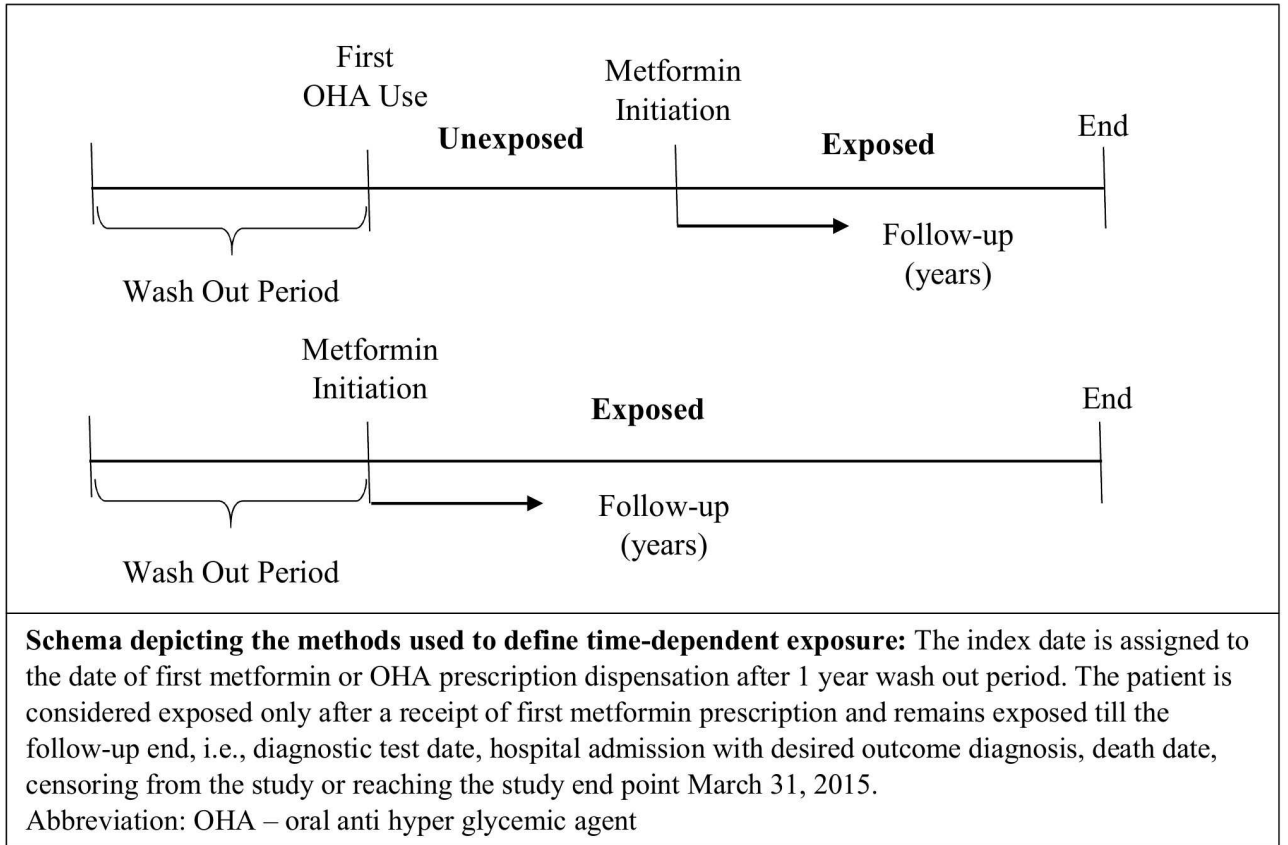 First
OHA Use
Metformin
Initiation
Unexposed
Exposed
End
Follow-up
(years)
Wash Out Period
Metformin
Initiation
Exposed
End
Follow-up
(years)
Wash Out Period
Schema depicting the methods used to define time-dependent exposure: The index date is assigned to
the date of first metformin or OHA prescription dispensation after 1 year wash out period. The patient is
considered exposed only after a receipt of first metformin prescription and remains exposed till the
follow-up end, i.e., diagnostic test date, hospital admission with desired outcome diagnosis, death date,
censoring from the study or reaching the study end point March 31, 2015.
Abbreviation: OHA – oral anti hyper glycemic agent